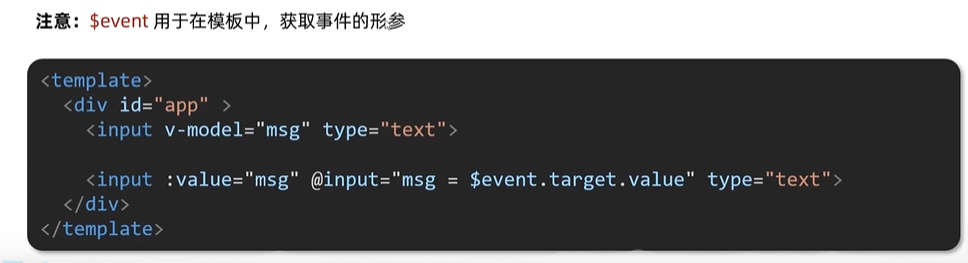 注意：$event 用于在模板中，获取事件的形参
<template>
<div id="app" >
<input v-model="msg" type="text">
<input :value="msg" @input="msg = $event.target.value" type="text">
</div>
</template>